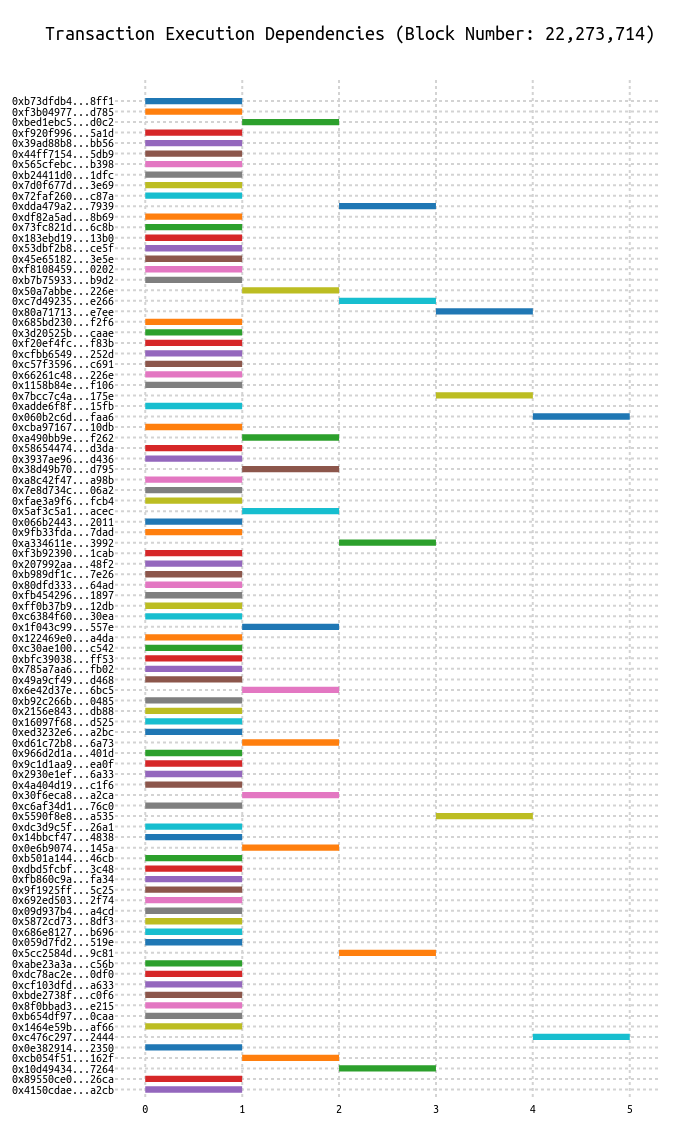 Transaction Execution Dependencies (Block Number: 22,273,714)
0xb73dfdb4...8ff1
0xf3b04977...d785
0xbed1ebc5...d0c2
0xf920f996...5a1d
0x39ad88b8...bb56
0x44ff7154...5db9
0x565cfebc...b398
0xb24411d0...1dfc
0x7d0f677d...3e69
0x72faf260...c87a
0xdda479a2...7939
0xdf82a5ad...8b69
0x73fc821d...6c8b
0x183ebd19...13b0
0x53dbf2b8...ce5f
0x45e65182...3e5e
0xf8108459...0202
0xb7b75933...b9d2
0x50a7abbe...226e
0xc7d49235...e266
0x80a71713...e7ee
0x685bd230...f2f6
0x3d20525b...caae
0xf20ef4fc...f83b
0xcfbb6549...252d
0xc57f3596...c691
0x66261c48...226e
0x1158b84e...f106
0x7bcc7c4a...175e
0xadde6f8f...15fb
0x060b2c6d...faa6
0xcba97167...10db
0xa490bb9e...f262
0x58654474...d3da
0x3937ae96...d436
0x38d49b70...d795
0xa8c42f47...a98b
0x7e8d734c...06a2
0xfae3a9f6...fcb4
0x5af3c5a1...acec
0x066b2443...2011
0x9fb33fda...7dad
0xa334611e...3992
0xf3b92390...1cab
0x207992aa...48f2
0xb989df1c...7e26
0x80dfd333...64ad
0xfb454296...1897
0xff0b37b9...12db
0xc6384f60...30ea
0x1f043c99...557e
0x122469e0...a4da
0xc30ae100...c542
0xbfc39038...ff53
0x785a7aa6...fb02
0x49a9cf49...d468
0x6e42d37e...6bc5
0xb92c266b...0485
0x2156e843...db88
0x16097f68...d525
0xed3232e6...a2bc
0xd61c72b8...6a73
0x966d2d1a...401d
0x9c1d1aa9...ea0f
0x2930e1ef...6a33
0x4a404d19...c1f6
0x30f6eca8...a2ca
0xc6af34d1...76c0
0x5590f8e8...a535
0xdc3d9c5f...26a1
0x14bbcf47...4838
0x0e6b9074...145a
0xb501a144...46cb
0xdbd5fcbf...3c48
0xfb860c9a...fa34
0x9f1925ff...5c25
0x692ed503...2f74
0x09d937b4...a4cd
0x5872cd73...8df3
0x686e8127...b696
0x059d7fd2...519e
0x5cc2584d...9c81
0xabe23a3a...c56b
0xdc78ac2e...0df0
0xcf103dfd...a633
0xbde2738f...c0f6
0x8f0bbad3...e215
0xb654df97...0caa
0x1464e59b...af66
0xc476c297...2444
0x0e382914...2350
0xcb054f51...162f
0x10d49434...7264
0x89550ce0...26ca
0x4150cdae...a2cb
0 1 2 3 4 5